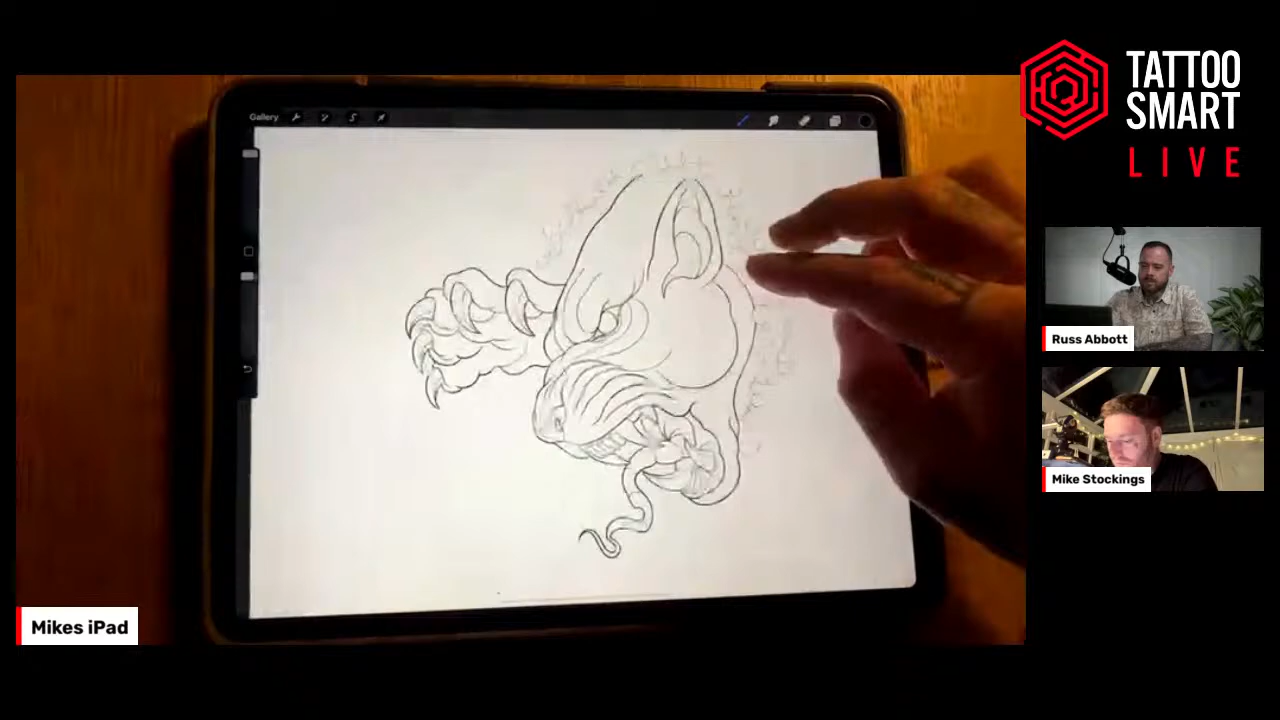 Gallery
TATTOO
SMART
LIVE
Russ Abbott
Mike Stockings
Mikes iPad